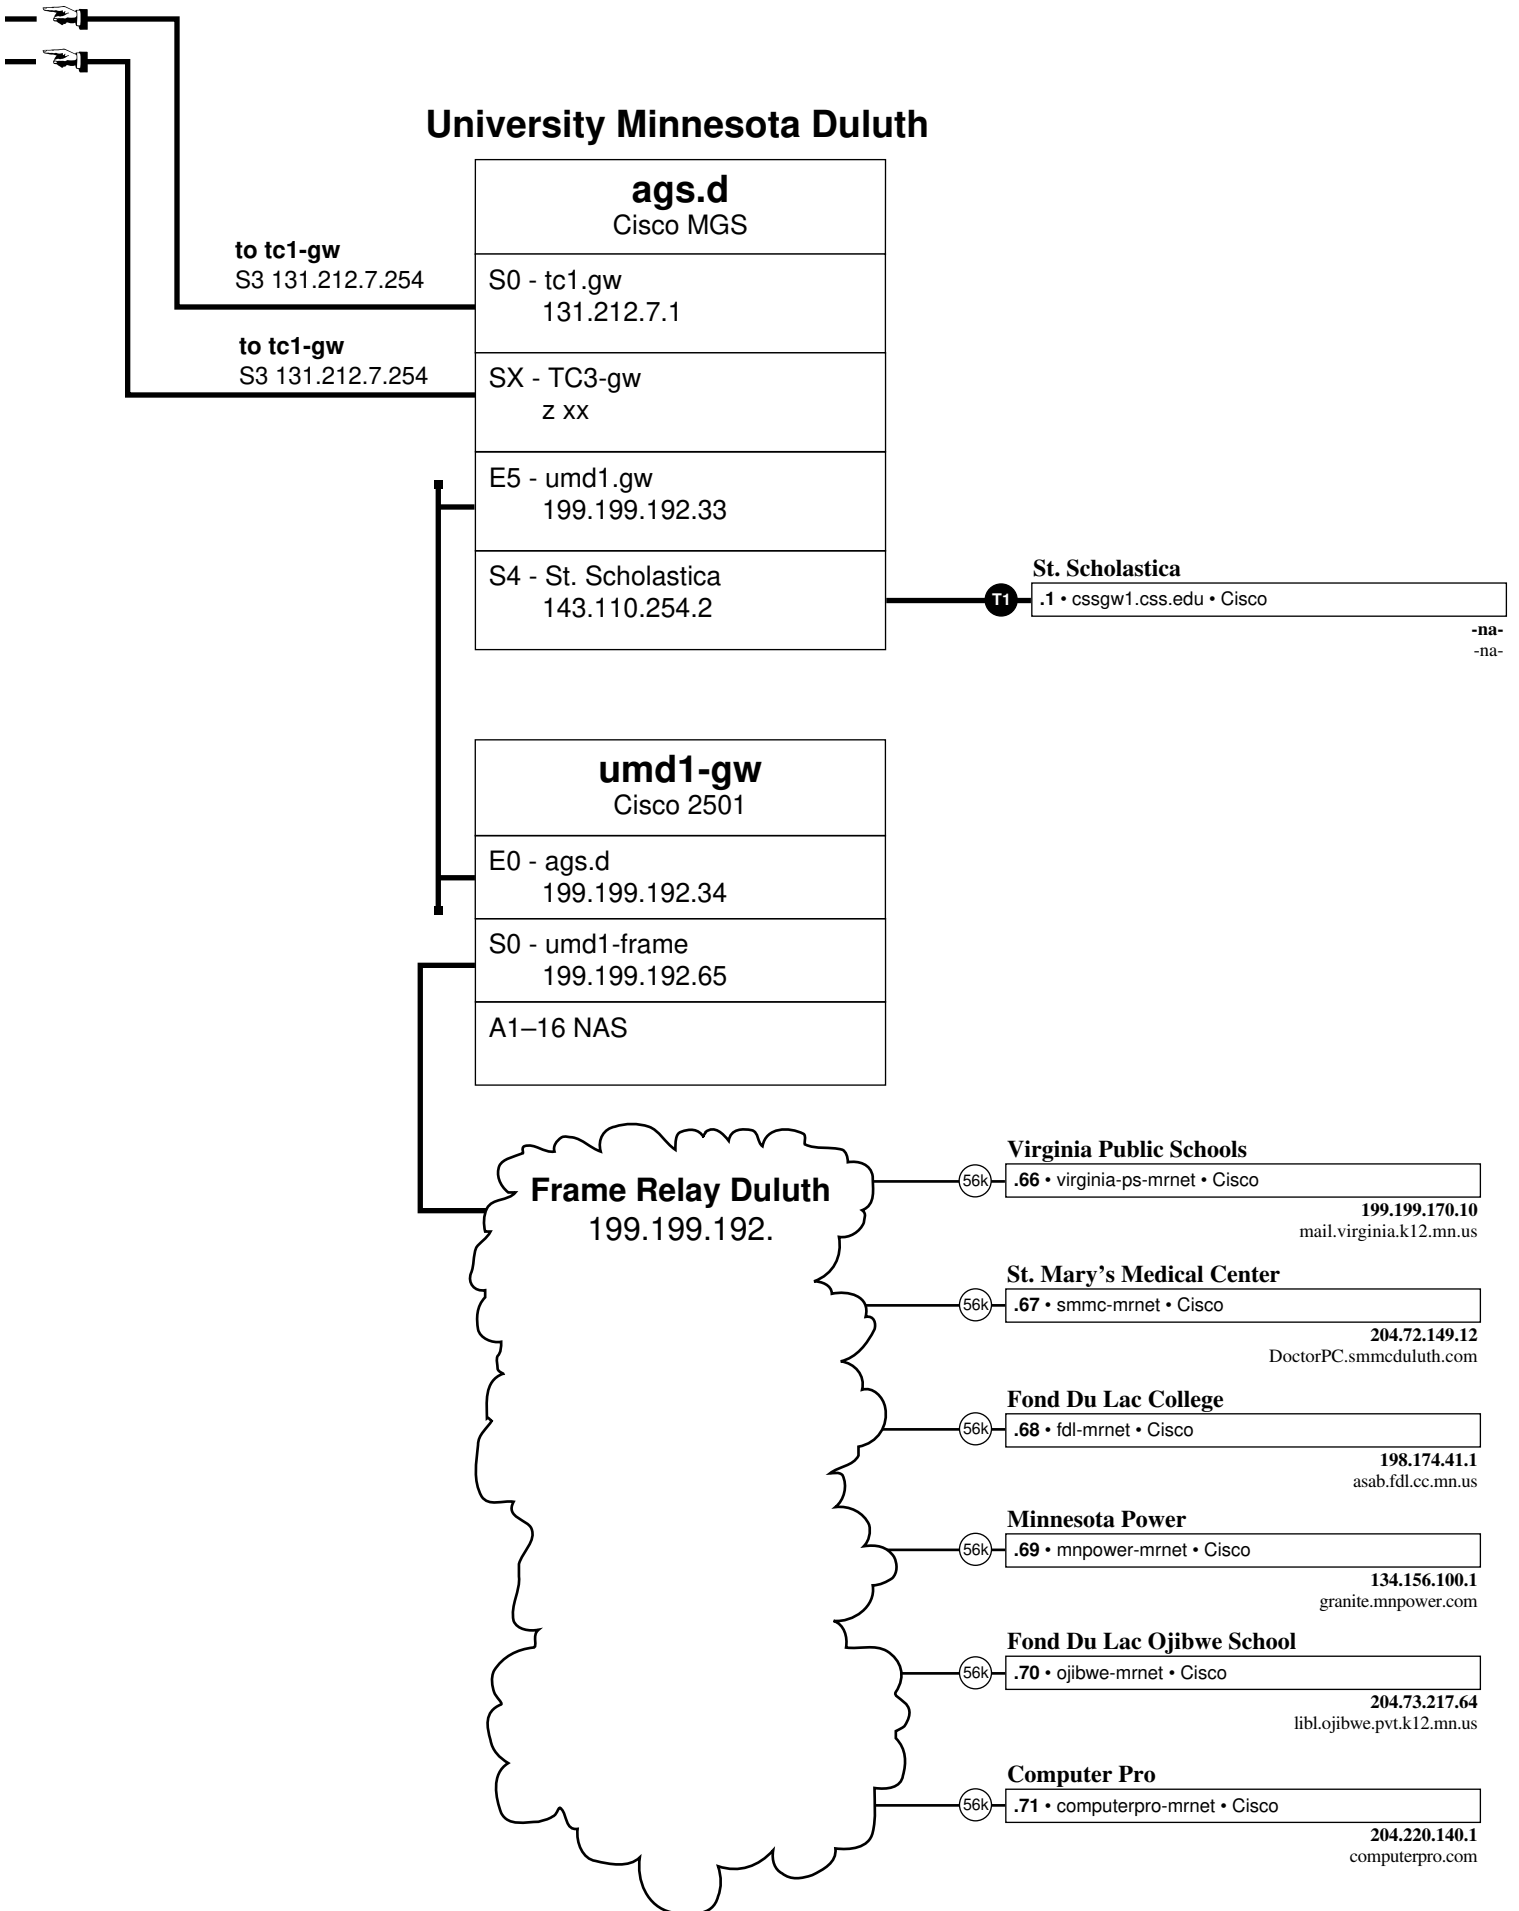 University Minnesota Duluth
ags.d
Cisco MGS
to tc1-gw
S3 131.212.7.254
S0 - tc1.gw
131.212.7.1
to tc1-gw
S3 131.212.7.254
SX - TC3-gw
z xx
E5 - umd1.gw
199.199.192.33
S4 - St. Scholastica
143.110.254.2
T1
St. Scholastica
.1 • cssgw1.css.edu • Cisco
-na-
-na-
umd1-gw
Cisco 2501
E0 - ags.d
199.199.192.34
S0 - umd1-frame
199.199.192.65
A1–16 NAS
Frame Relay Duluth
199.199.192.
Virginia Public Schools
56k
.66 • virginia-ps-mrnet • Cisco
199.199.170.10
mail.virginia.k12.mn.us
St. Mary’s Medical Center
56k
.67 • smmc-mrnet • Cisco
204.72.149.12
DoctorPC.smmcduluth.com
Fond Du Lac College
56k
.68 • fdl-mrnet • Cisco
198.174.41.1
asab.fdl.cc.mn.us
Minnesota Power
56k
.69 • mnpower-mrnet • Cisco
134.156.100.1
granite.mnpower.com
Fond Du Lac Ojibwe School
56k
.70 • ojibwe-mrnet • Cisco
204.73.217.64
libl.ojibwe.pvt.k12.mn.us
Computer Pro
56k
.71 • computerpro-mrnet • Cisco
204.220.140.1
computerpro.com